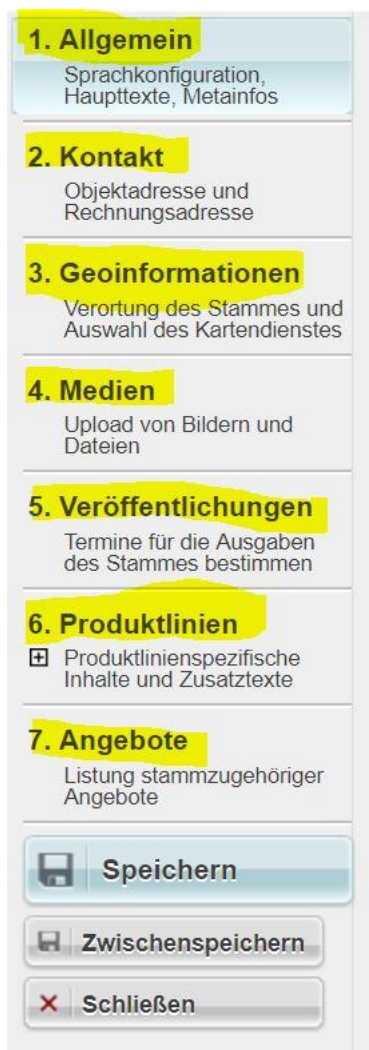 1. Allgemein
Sprachkonfiguration,
Haupttexte, Metainfos
2. Kontakt
Objektadresse und
Rechnungsadresse
3. Geoinformationen
Verortung des Stammes und
Auswahl des Kartendienstes
4. Medien
Upload von Bildern und
Dateien
5. Veröffentlichungen
Termine für die Ausgaben
des Stammes bestimmen
6. Produktlinien
Produktlinienspezifische
Inhalte und Zusatztexte
7. Angebote
Listung stammzugehöriger
Angebote
Speichern
Zwischenspeichern
Schließen